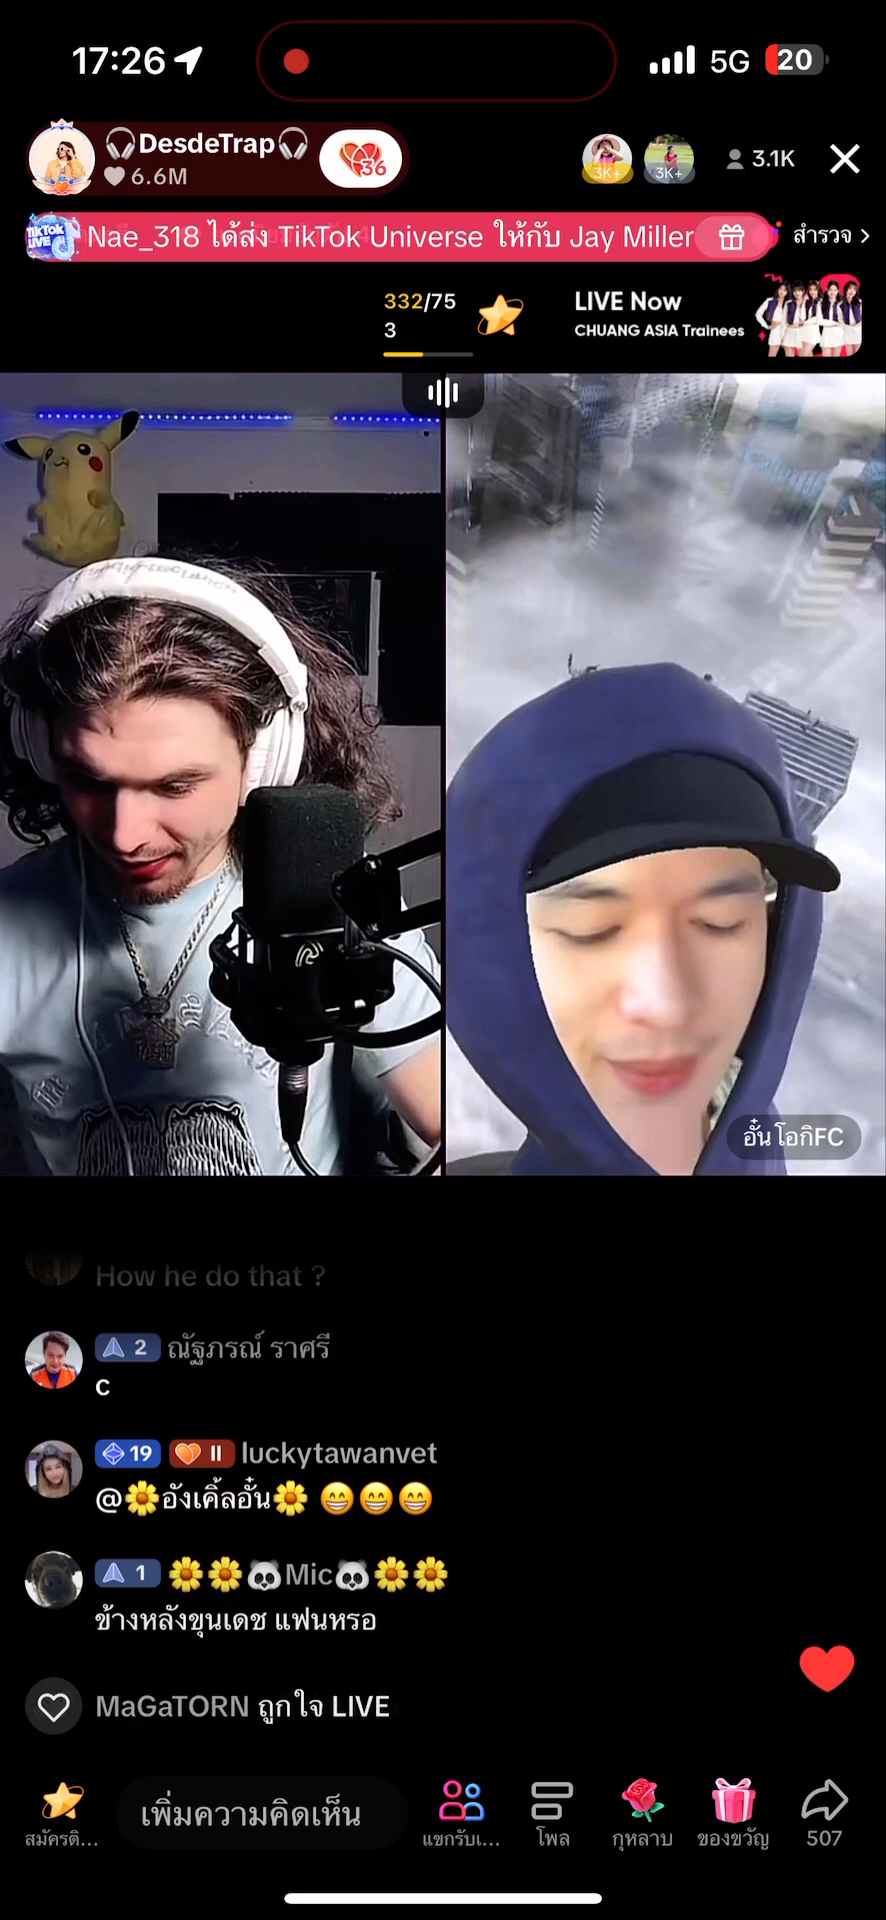 17:26
5G
20
🎧DesdeTrap🎧
36
6.6M
3K+
3K+
3.1K
TikTok LIVE
Nae_318 ได้ส่ง TikTok Universe ให้กับ Jay Miller
สำรวจ >
332/75
3
LIVE Now
CHUANG ASIA Trainees
อั๋น โอกิFC
How he do that ?
2 ณัฐภรณ์ ราศรี
c
19 II luckytawanvet
@🌼อังเคิ้ลอั๋น🌼 😁😁😁
1 🌼🌼🐼Mic🐼🌼🌼
ข้างหลังขุนเดช แฟนหรอ
MaGaTORN ถูกใจ LIVE
สมัครติ...
เพิ่มความคิดเห็น
แขกรับเ...
โพล
กุหลาบ
ของขวัญ
507